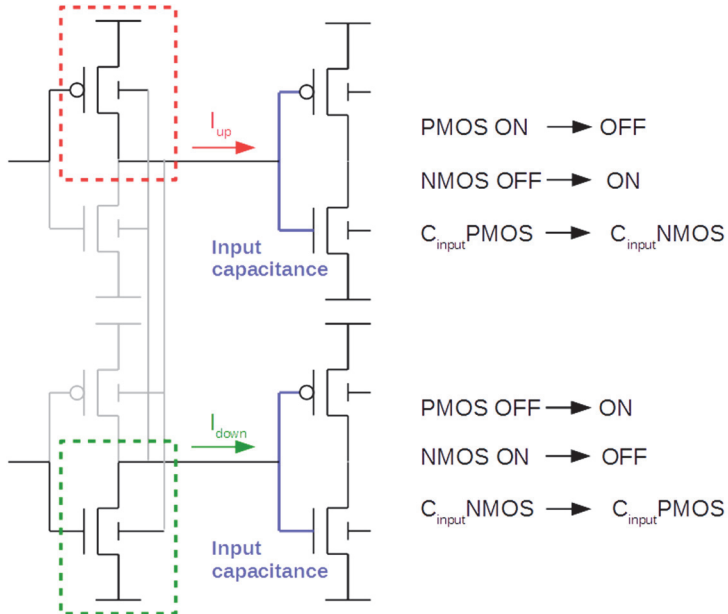 I_up
PMOS ON → OFF
NMOS OFF → ON
C_input PMOS → C_input NMOS
Input
capacitance
PMOS OFF → ON
I_down
NMOS ON → OFF
C_input NMOS → C_input PMOS
Input
capacitance